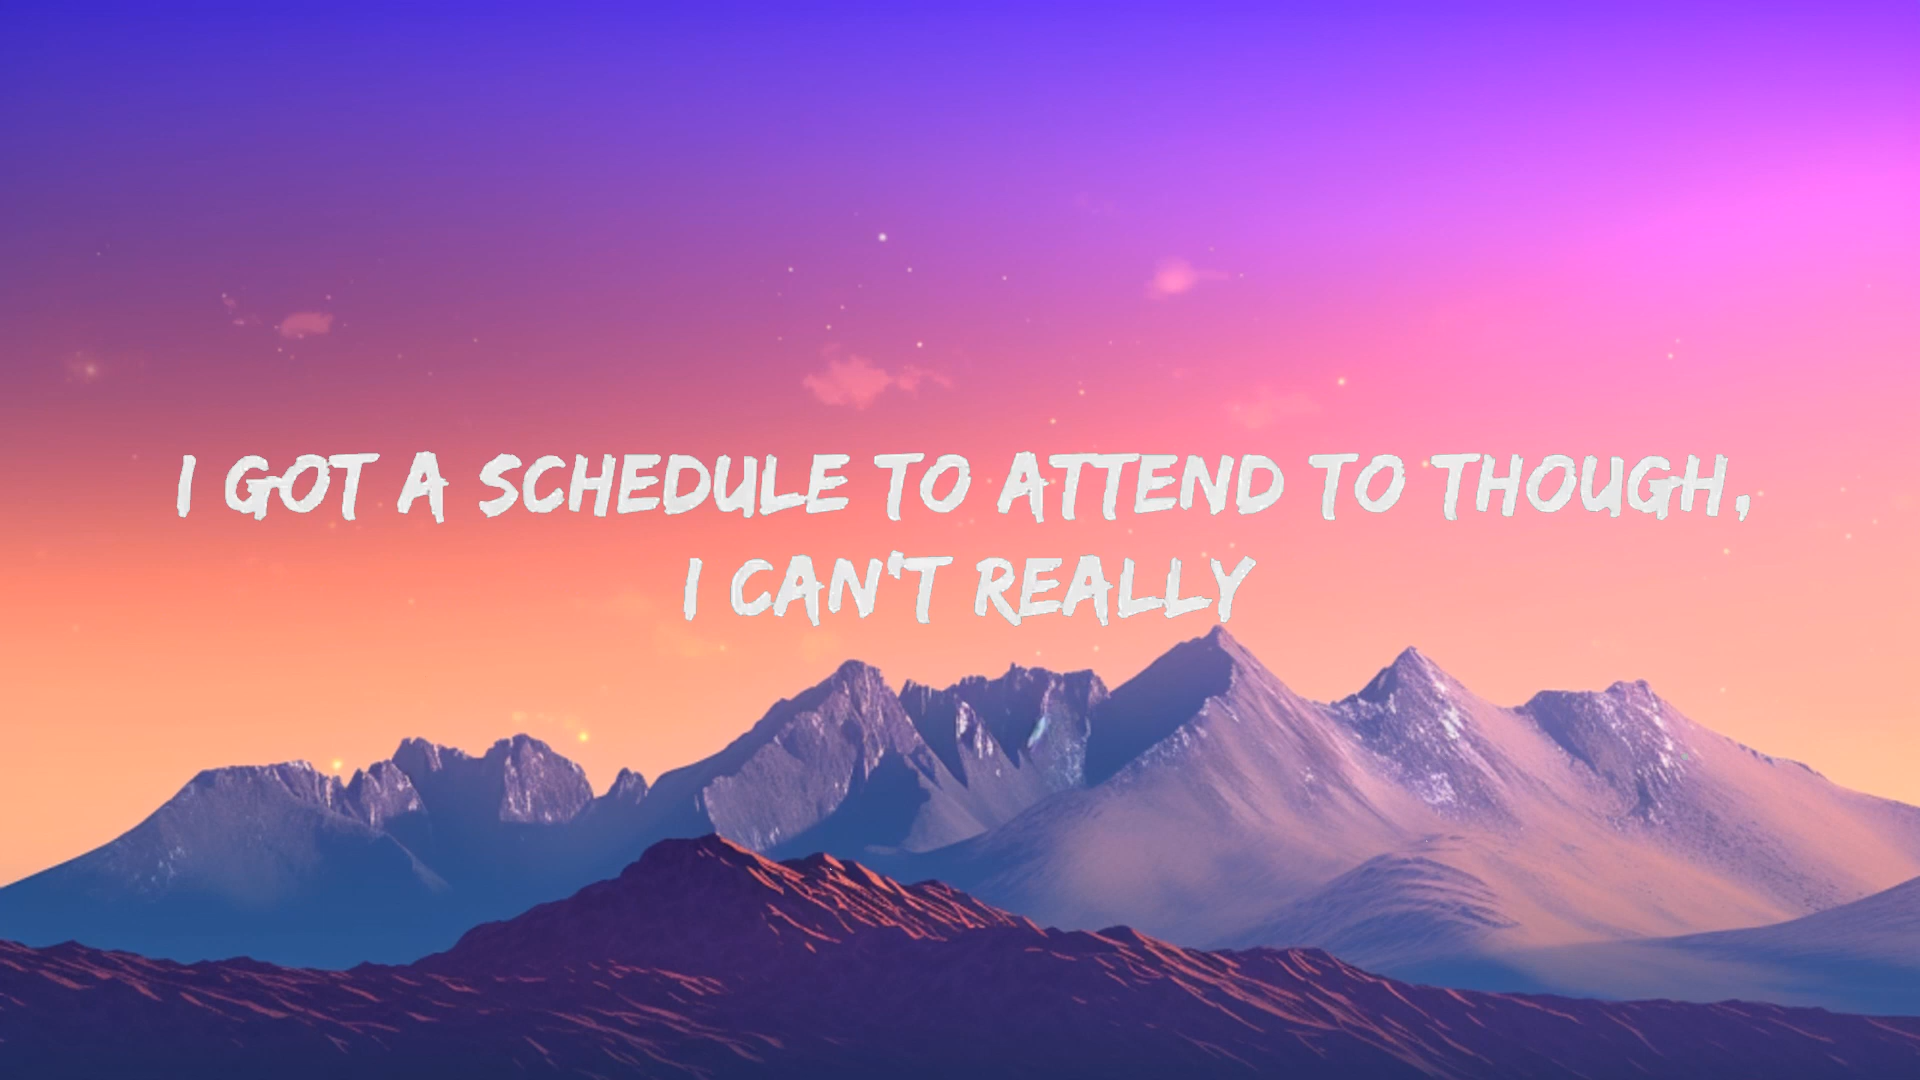 I GOT A SCHEDULE TO ATTEND TO THOUGH,
I CAN'T REALLY